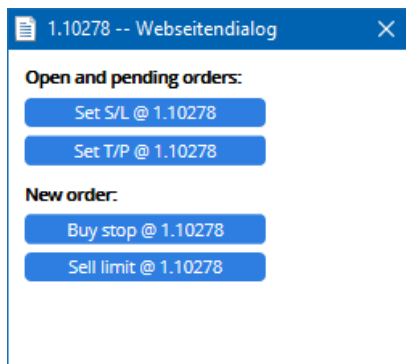 1.10278 -- Webseitendialog
Open and pending orders:
Set S/L @ 1.10278
Set T/P @ 1.10278
New order:
Buy stop @ 1.10278
Sell limit @ 1.10278